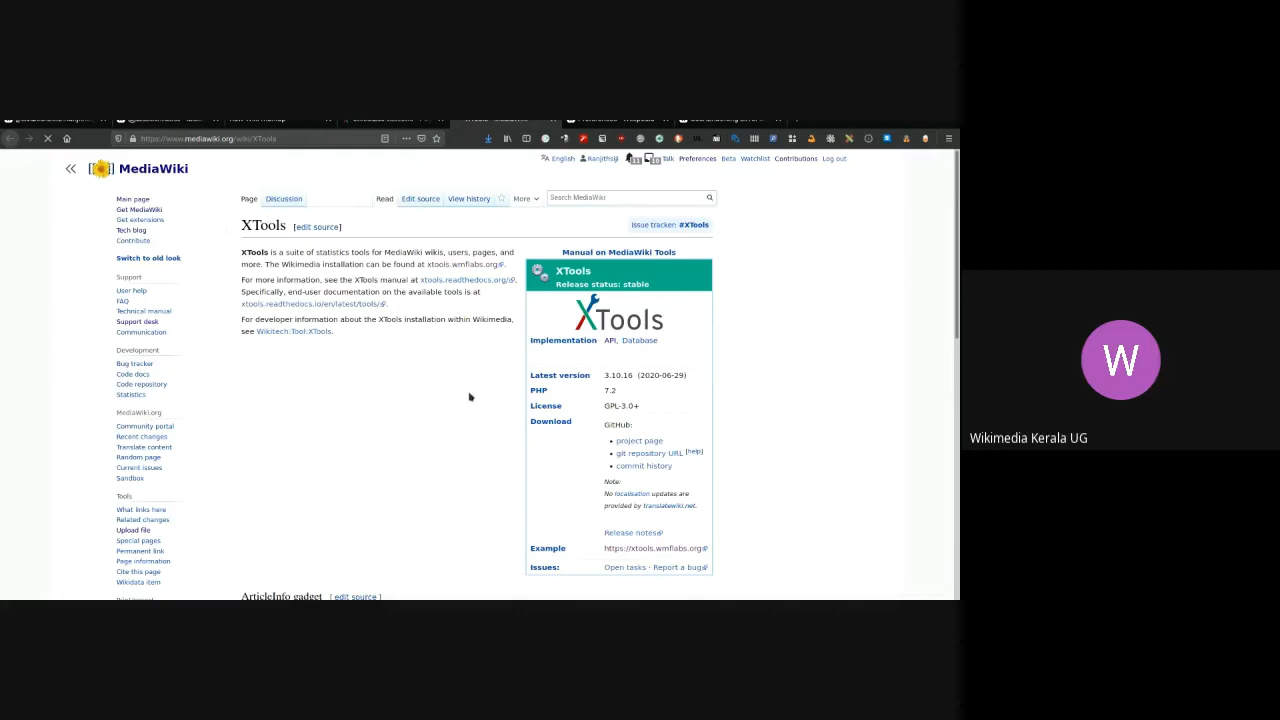 https://www.mediawiki.org/wiki/XTools
English Ranjithsiji 11 10 Talk Preferences Beta Watchlist Contributions Log out
MediaWiki
Page Discussion Read Edit source View history More Search MediaWiki
XTools [edit source]
Issue tracker: #XTools
Main page
Get MediaWiki
Get extensions
Tech blog
Contribute
Switch to old look
Support
User help
FAQ
Technical manual
Support desk
Communication
Development
Bug tracker
Code docs
Code repository
Statistics
MediaWiki.org
Community portal
Recent changes
Translate content
Random page
Current issues
Sandbox
Tools
What links here
Related changes
Upload file
Special pages
Permanent link
Page information
Cite this page
Wikidata item
XTools is a suite of statistics tools for MediaWiki wikis, users, pages, and
more. The Wikimedia installation can be found at xtools.wmflabs.org.
For more information, see the XTools manual at xtools.readthedocs.org/.
Specifically, end-user documentation on the available tools is at
xtools.readthedocs.io/en/latest/tools/.
For developer information about the XTools installation within Wikimedia,
see Wikitech:Tool:XTools.
Manual on MediaWiki Tools
XTools
Release status: stable
XTools
Implementation API, Database
Latest version 3.10.16 (2020-06-29)
PHP 7.2
License GPL-3.0+
Download GitHub:
• project page
• git repository URL [help]
• commit history
Note:
No localisation updates are
provided by translatewiki.net.
Release notes
Example https://xtools.wmflabs.org
Issues: Open tasks · Report a bug
ArticleInfo gadget [ edit source ]
W
Wikimedia Kerala UG